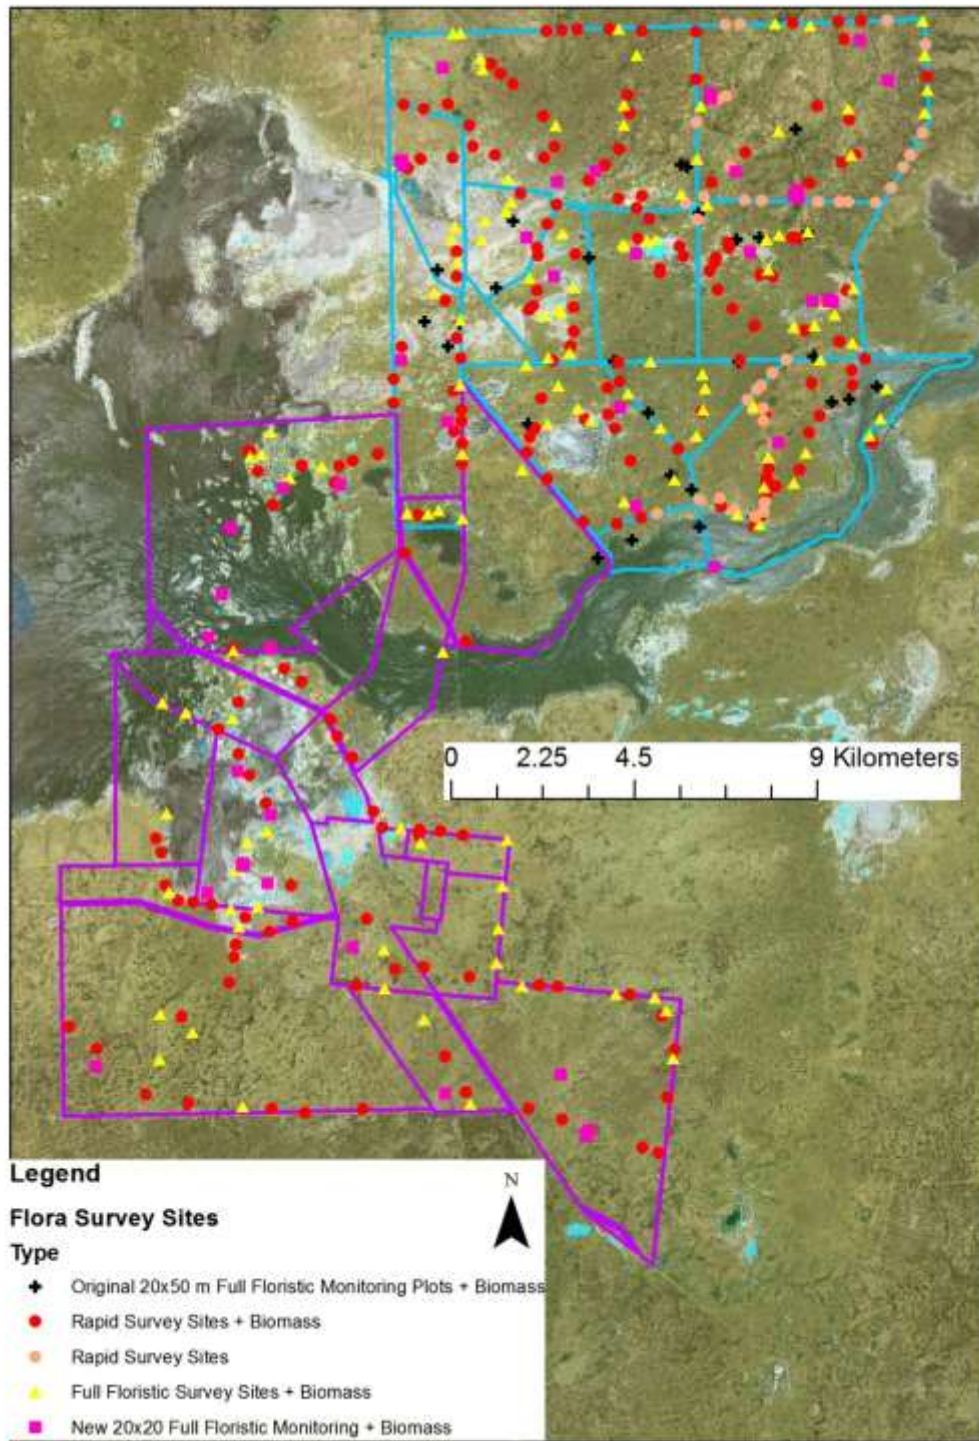 0 2.25 4.5 9 Kilometers
Legend
N
Flora Survey Sites
Type
Original 20x50 m Full Floristic Monitoring Plots + Biomass
Rapid Survey Sites + Biomass
Rapid Survey Sites
Full Floristic Survey Sites + Biomass
New 20x20 Full Floristic Monitoring + Biomass